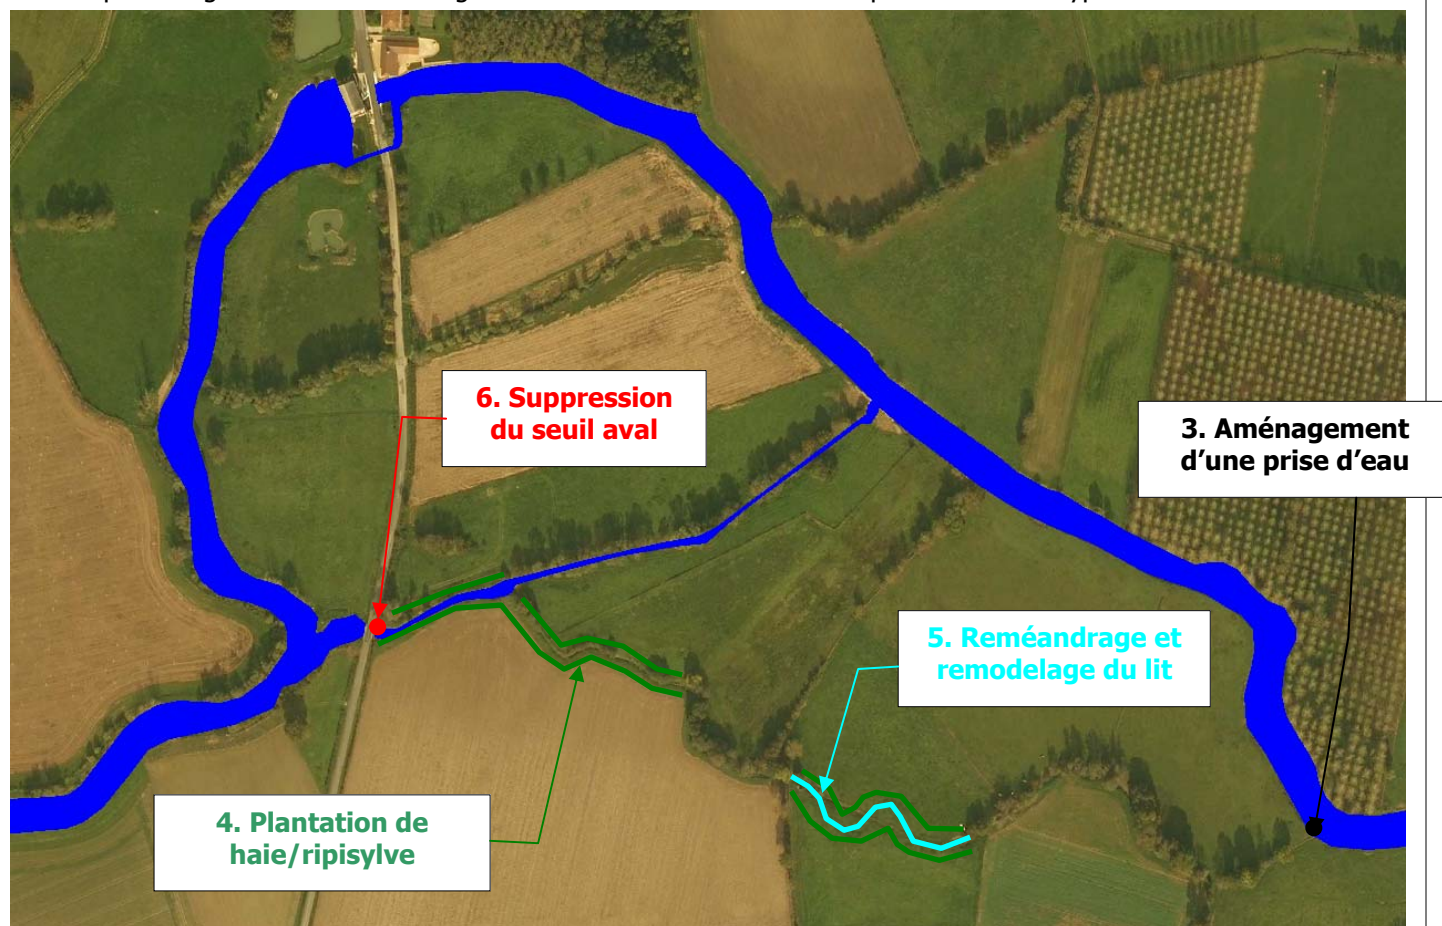 6. Suppression
du seuil aval
3. Aménagement
d’une prise d’eau
5. Reméandrage et
remodelage du lit
4. Plantation de
haie/ripisylve